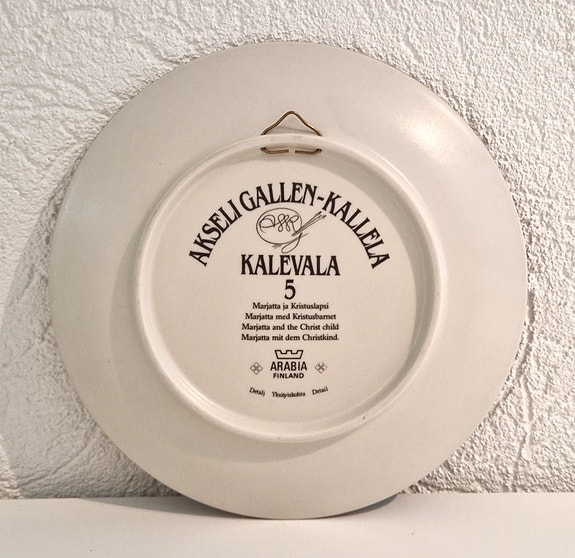 AKSELI GALLEN-KALLELA
KALEVALA
5
Marjatta ja Kristuslapsi
Marjatta med Kristusbarnet
Marjatta and the Christ child
Marjatta mit dem Christkind.
ARABIA
FINLAND
Detalj Yksityiskohta Detail